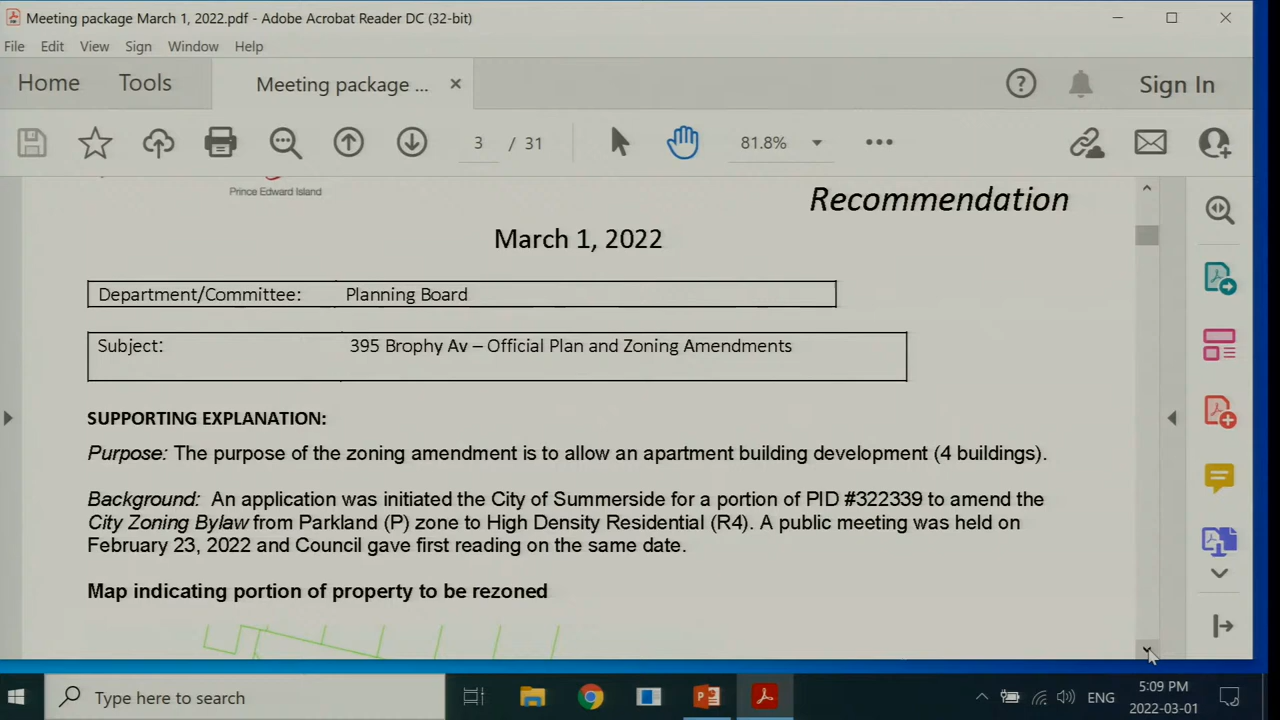 Meeting package March 1, 2022.pdf - Adobe Acrobat Reader DC (32-bit)
File Edit View Sign Window Help
Home Tools Meeting package ... × Sign In
3 / 31 81.8%
Prince Edward Island
Recommendation
March 1, 2022
Department/Committee: Planning Board
Subject: 395 Brophy Av – Official Plan and Zoning Amendments
SUPPORTING EXPLANATION:
Purpose: The purpose of the zoning amendment is to allow an apartment building development (4 buildings).
Background: An application was initiated the City of Summerside for a portion of PID #322339 to amend the
City Zoning Bylaw from Parkland (P) zone to High Density Residential (R4). A public meeting was held on
February 23, 2022 and Council gave first reading on the same date.
Map indicating portion of property to be rezoned
Type here to search
ENG
5:09 PM
2022-03-01